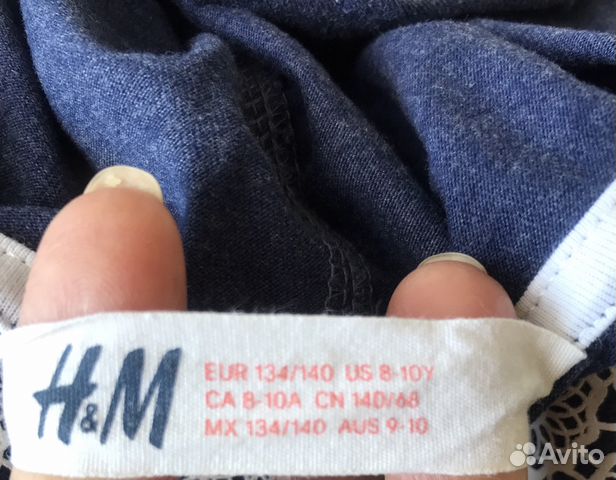 H&M
EUR 134/140 US 8-10Y
CA 8-10A CN 140/68
MX 134/140 AUS 9-10
Avito